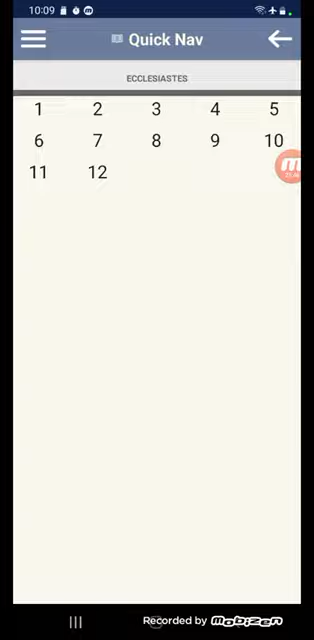 10:09
Quick Nav
ECCLESIASTES
1 2 3 4 5
6 7 8 9 10
11 12
Recorded by mobizen